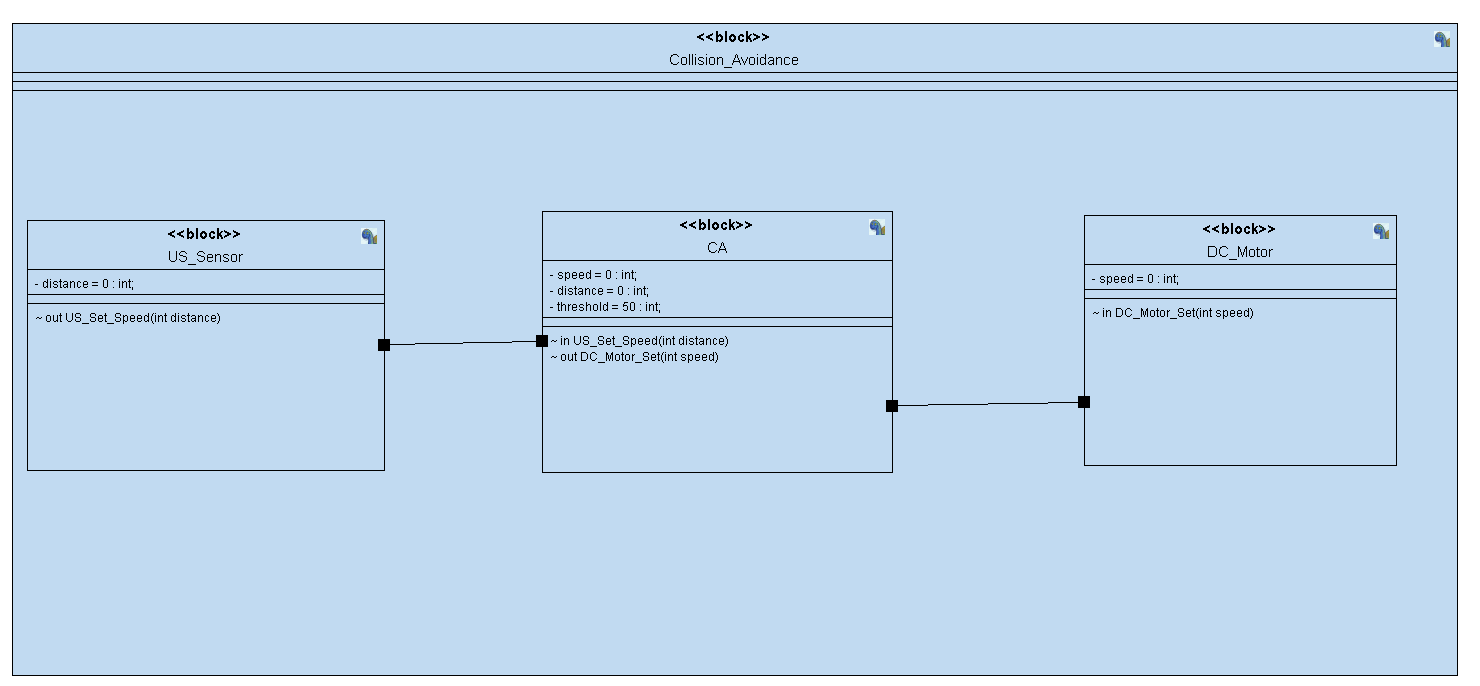 <<block>>
Collision_Avoidance
<<block>>
US_Sensor
- distance = 0 : int;
~ out US_Set_Speed(int distance)
<<block>>
CA
- speed = 0 : int;
- distance = 0 : int;
- threshold = 50 : int;
~ in US_Set_Speed(int distance)
~ out DC_Motor_Set(int speed)
<<block>>
DC_Motor
- speed = 0 : int;
~ in DC_Motor_Set(int speed)